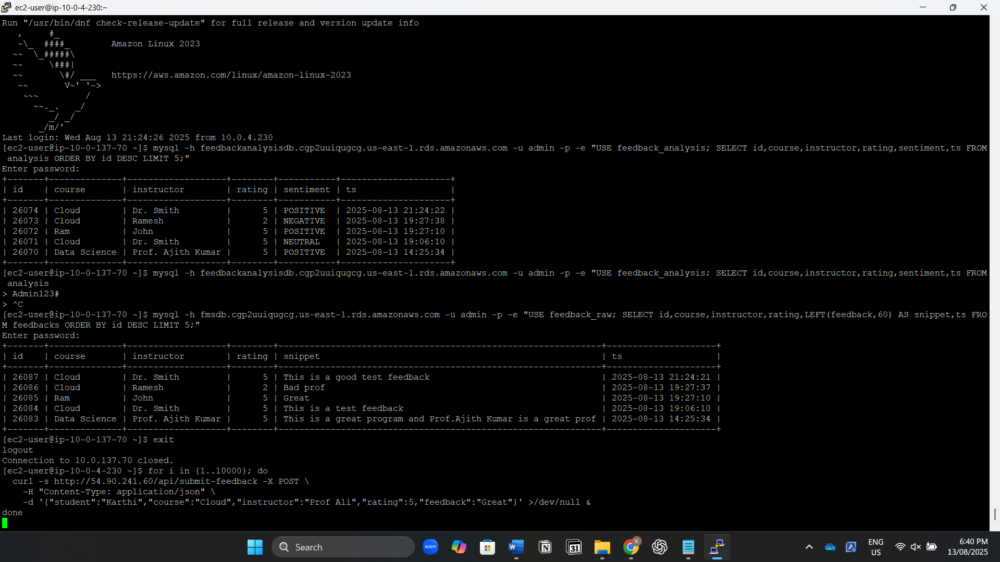 ec2-user@ip-10-0-4-230:~
Run "/usr/bin/dnf check-release-update" for full release and version update info
   ,     #_
   ~\_  ####_        Amazon Linux 2023
  ~~  \_#####\
  ~~     \###|
  ~~       \#/ ___   https://aws.amazon.com/linux/amazon-linux-2023
   ~~       V~' '->
    ~~~         /
      ~~._.   _/
         _/ _/
       _/m/'
Last login: Wed Aug 13 21:24:26 2025 from 10.0.4.230
[ec2-user@ip-10-0-137-70 ~]$ mysql -h feedbackanalysisdb.cgp2uuiqugcg.us-east-1.rds.amazonaws.com -u admin -p -e "USE feedback_analysis; SELECT id,course,instructor,rating,sentiment,ts FROM
 analysis ORDER BY id DESC LIMIT 5;"
Enter password:
+-------+--------------+-------------------+--------+-----------+---------------------+
| id    | course       | instructor        | rating | sentiment | ts                  |
+-------+--------------+-------------------+--------+-----------+---------------------+
| 26074 | Cloud        | Dr. Smith         |      5 | POSITIVE  | 2025-08-13 21:24:22 |
| 26073 | Cloud        | Ramesh            |      2 | NEGATIVE  | 2025-08-13 19:27:38 |
| 26072 | Ram          | John              |      5 | POSITIVE  | 2025-08-13 19:27:10 |
| 26071 | Cloud        | Dr. Smith         |      5 | NEUTRAL   | 2025-08-13 19:06:10 |
| 26070 | Data Science | Prof. Ajith Kumar |      5 | POSITIVE  | 2025-08-13 14:25:34 |
+-------+--------------+-------------------+--------+-----------+---------------------+
[ec2-user@ip-10-0-137-70 ~]$ mysql -h feedbackanalysisdb.cgp2uuiqugcg.us-east-1.rds.amazonaws.com -u admin -p -e "USE feedback_analysis; SELECT id,course,instructor,rating,sentiment,ts FROM
 analysis
> Admin123#
> ^C
[ec2-user@ip-10-0-137-70 ~]$ mysql -h fmsdb.cgp2uuiqugcg.us-east-1.rds.amazonaws.com -u admin -p -e "USE feedback_raw; SELECT id,course,instructor,rating,LEFT(feedback,60) AS snippet,ts FRO
M feedbacks ORDER BY id DESC LIMIT 5;"
Enter password:
+-------+--------------+-------------------+--------+--------------------------------------------------------------+---------------------+
| id    | course       | instructor        | rating | snippet                                                      | ts                  |
+-------+--------------+-------------------+--------+--------------------------------------------------------------+---------------------+
| 26087 | Cloud        | Dr. Smith         |      5 | This is a good test feedback                                 | 2025-08-13 21:24:21 |
| 26086 | Cloud        | Ramesh            |      2 | Bad prof                                                     | 2025-08-13 19:27:37 |
| 26085 | Ram          | John              |      5 | Great                                                        | 2025-08-13 19:27:10 |
| 26084 | Cloud        | Dr. Smith         |      5 | This is a test feedback                                      | 2025-08-13 19:06:10 |
| 26083 | Data Science | Prof. Ajith Kumar |      5 | This is a great program and Prof.Ajith Kumar is a great prof | 2025-08-13 14:25:34 |
+-------+--------------+-------------------+--------+--------------------------------------------------------------+---------------------+
[ec2-user@ip-10-0-137-70 ~]$ exit
logout
Connection to 10.0.137.70 closed.
[ec2-user@ip-10-0-4-230 ~]$ for i in {1..10000}; do
  curl -s http://54.90.241.60/api/submit-feedback -X POST \
    -H "Content-Type: application/json" \
    -d '{"student":"Karthi","course":"Cloud","instructor":"Prof Ali","rating":5,"feedback":"Great"}' >/dev/null &
done
Search
zoom
W
N
31
K
A
ENG
US
6:40 PM
13/08/2025